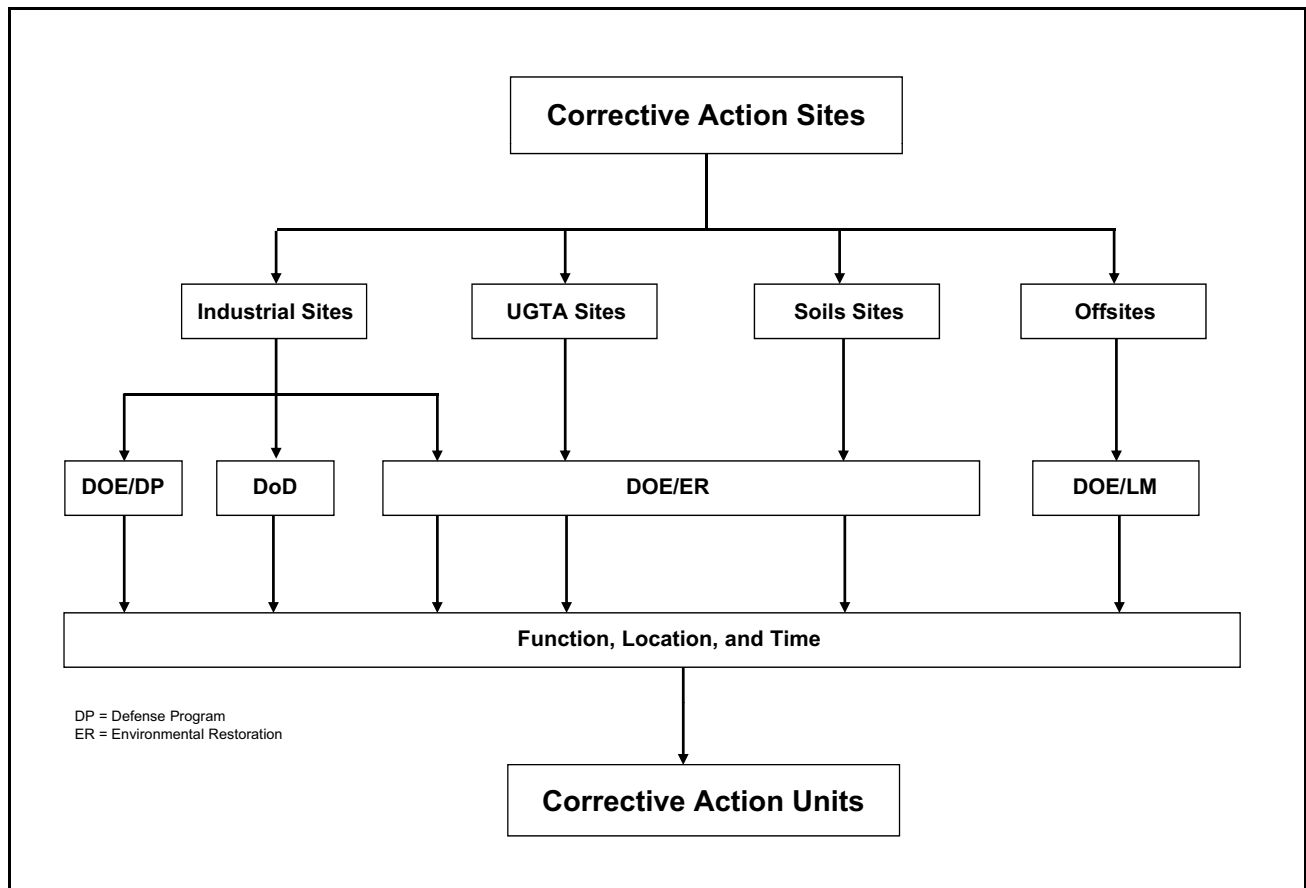 Corrective Action Sites
Industrial Sites
UGTA Sites
Soils Sites
Offsites
DOE/DP
DoD
DOE/ER
DOE/LM
Function, Location, and Time
DP = Defense Program
ER = Environmental Restoration
Corrective Action Units